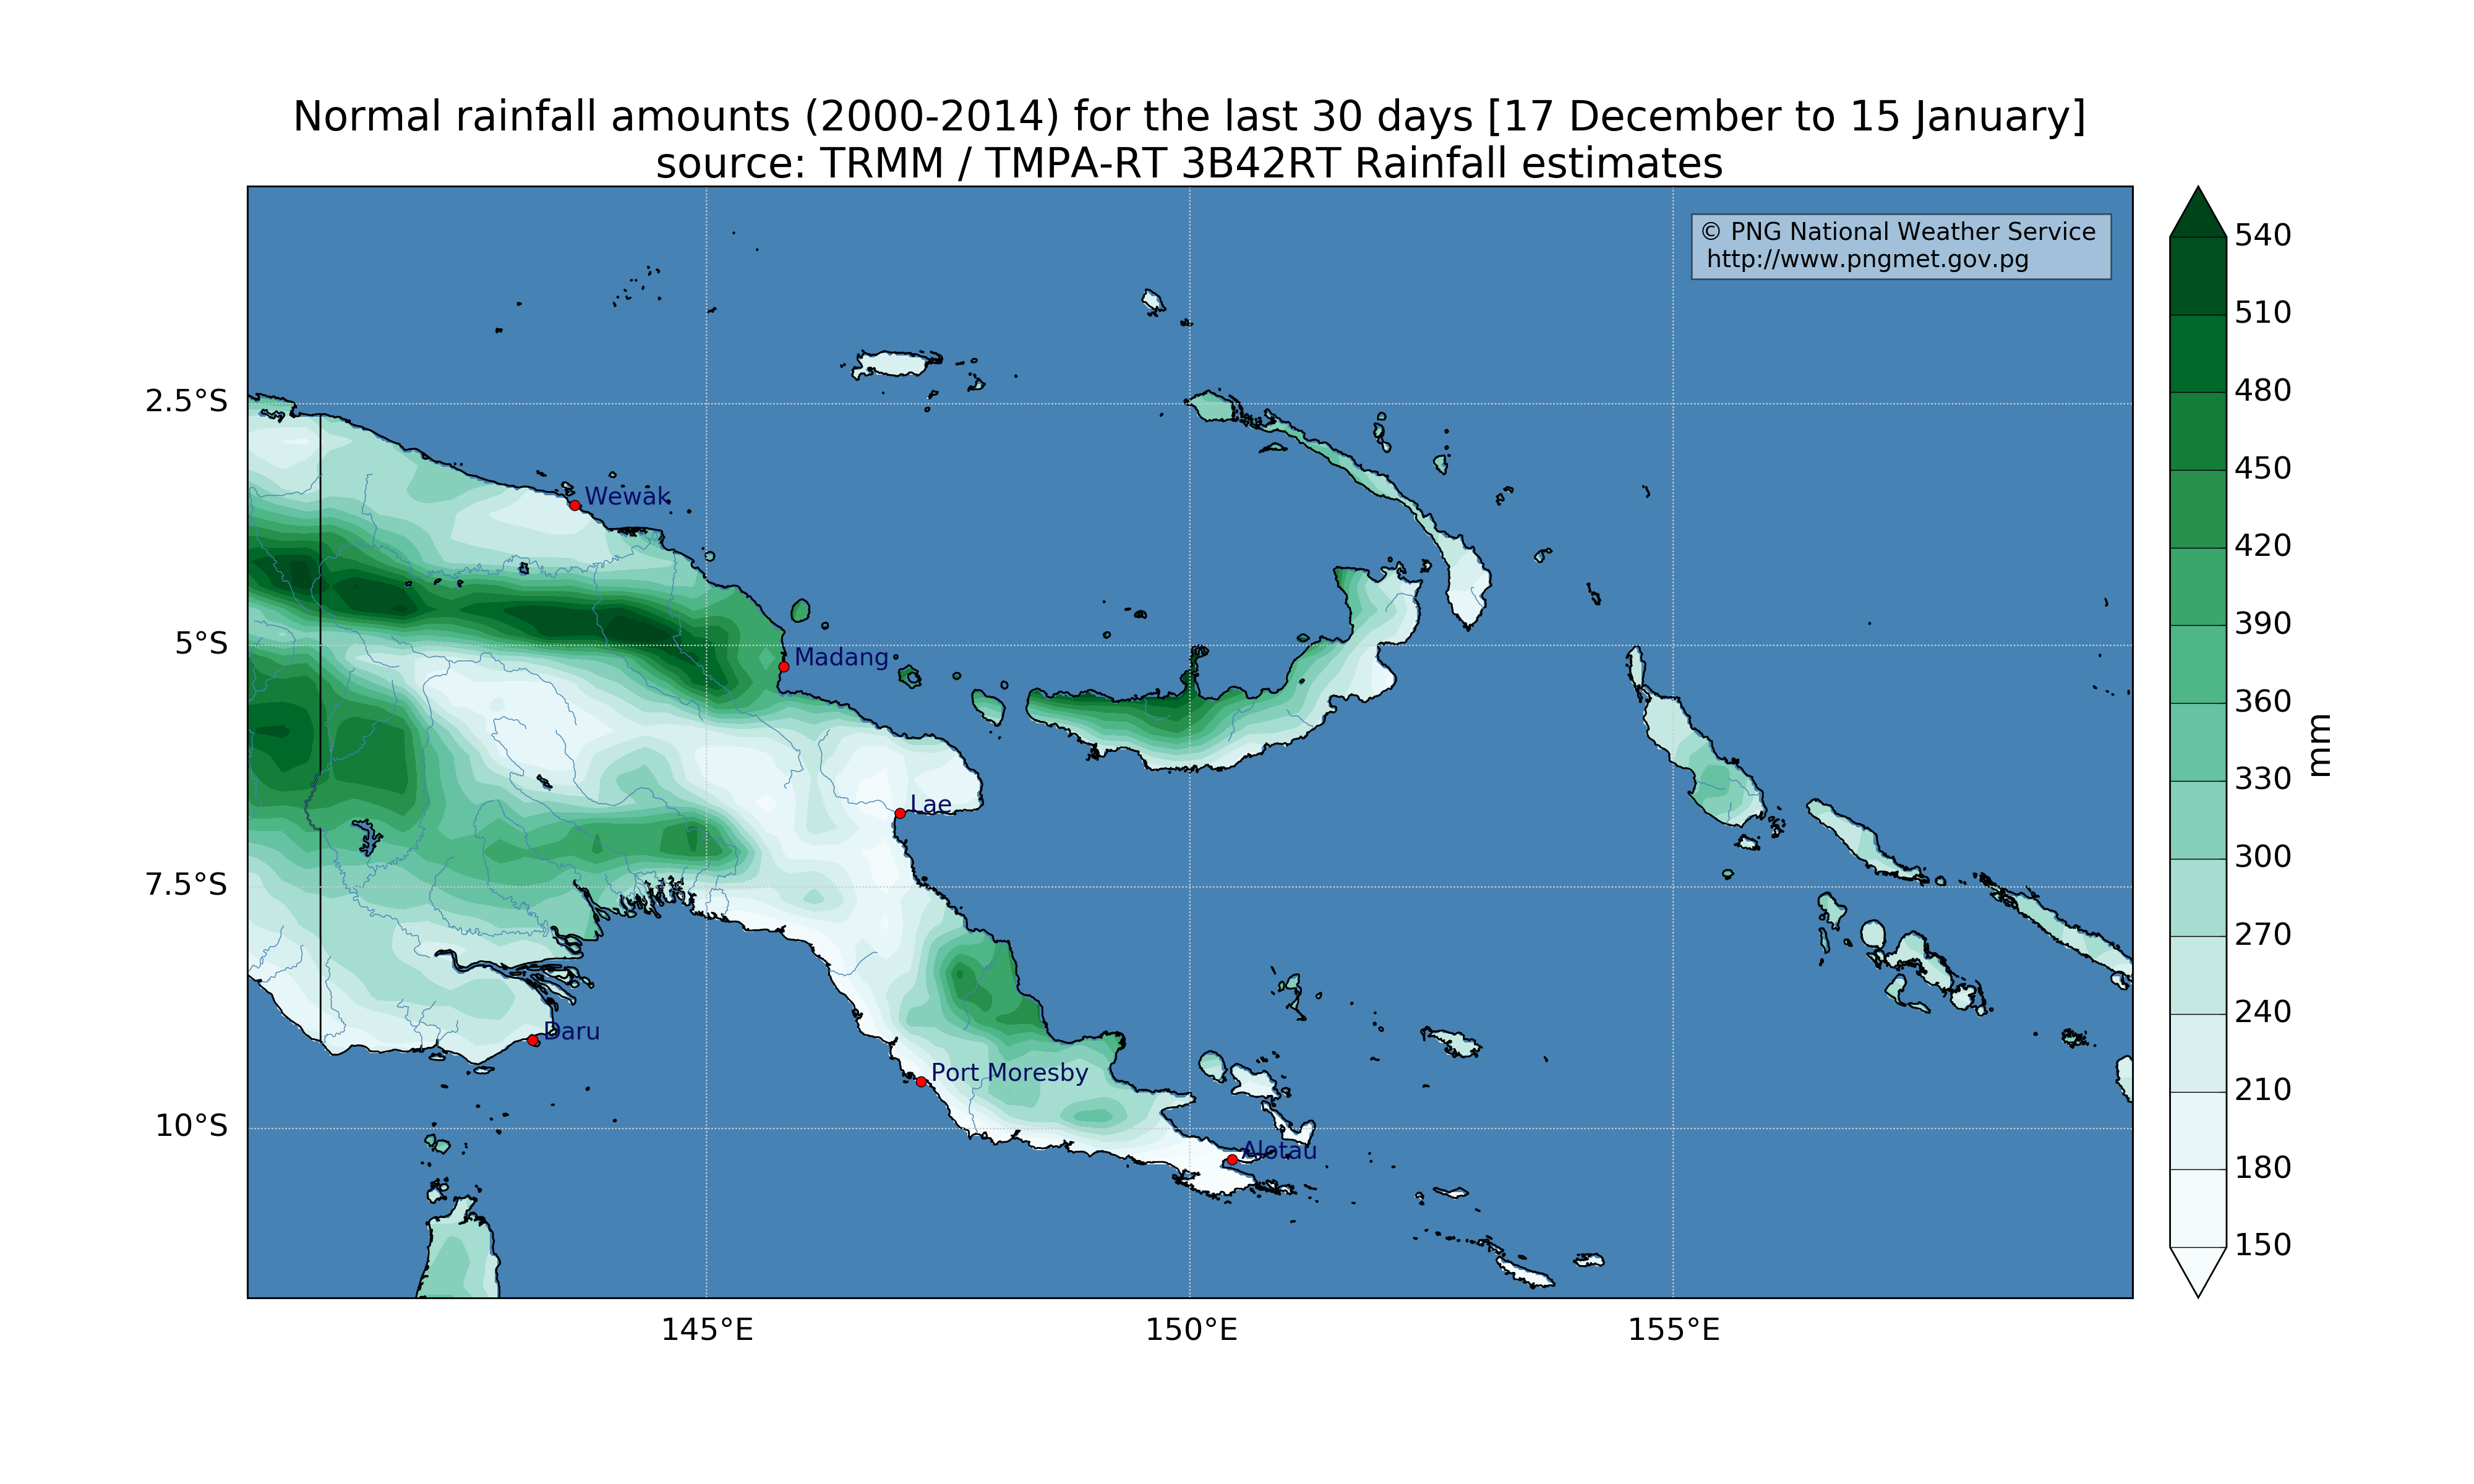 Normal rainfall amounts (2000-2014) for the last 30 days [17 December to 15 January]
source: TRMM / TMPA-RT 3B42RT Rainfall estimates
© PNG National Weather Service
http://www.pngmet.gov.pg
540
510
480
450
420
390
360
330
300
270
240
210
180
150
mm
2.5°S
5°S
7.5°S
10°S
Wewak
Madang
Lae
Daru
Port Moresby
Alotau
145°E
150°E
155°E